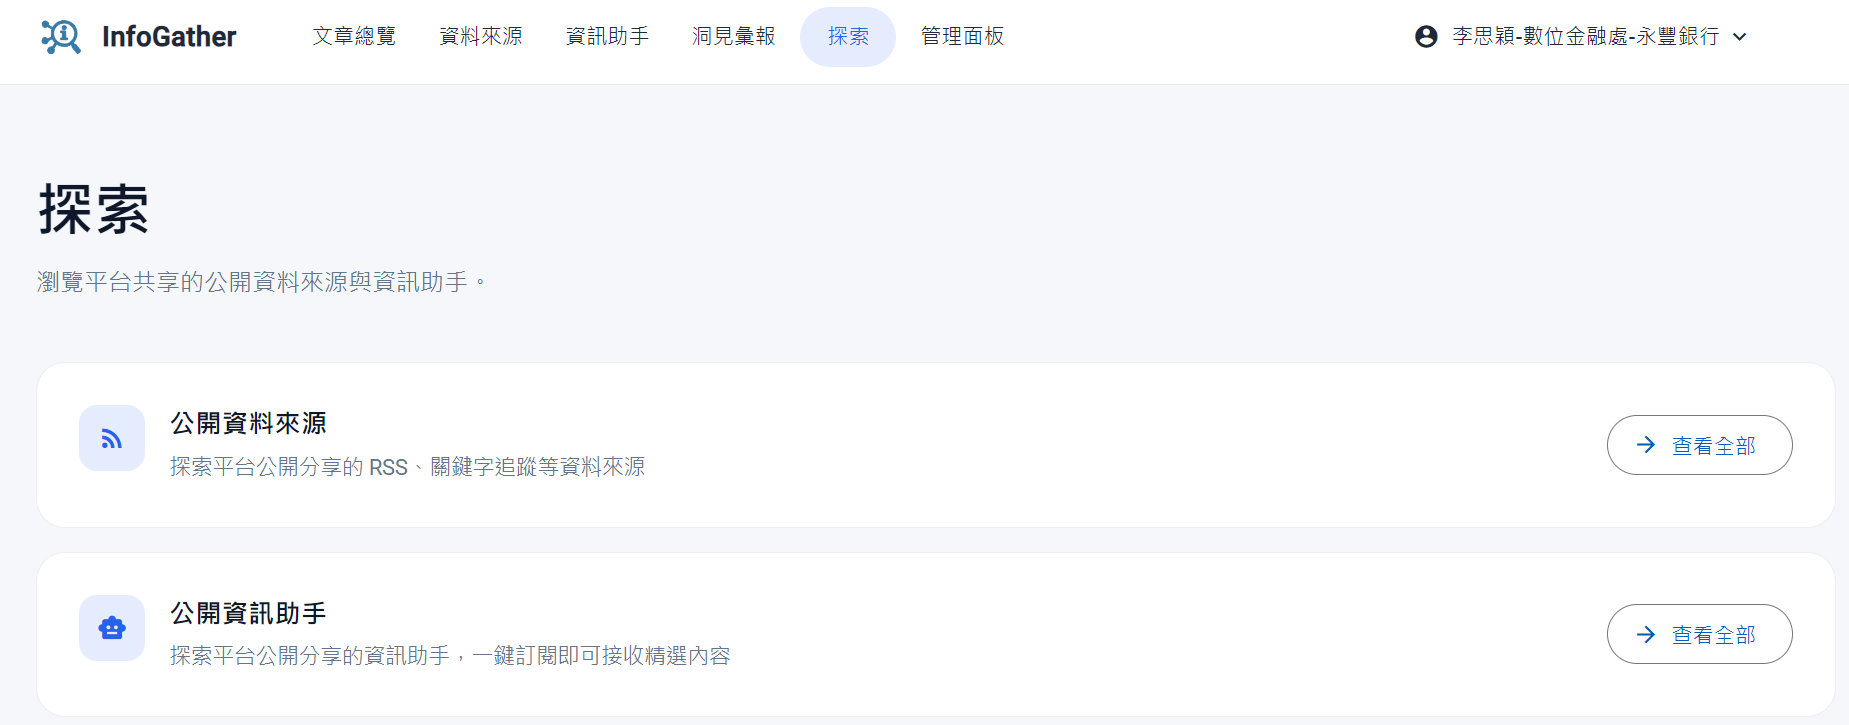 InfoGather 文章總覽 資料來源 資訊助手 洞見彙報 探索 管理面板 李思穎-數位金融處-永豐銀行
探索
瀏覽平台共享的公開資料來源與資訊助手。
公開資料來源
探索平台公開分享的 RSS、關鍵字追蹤等資料來源
查看全部
公開資訊助手
探索平台公開分享的資訊助手，一鍵訂閱即可接收精選內容
查看全部